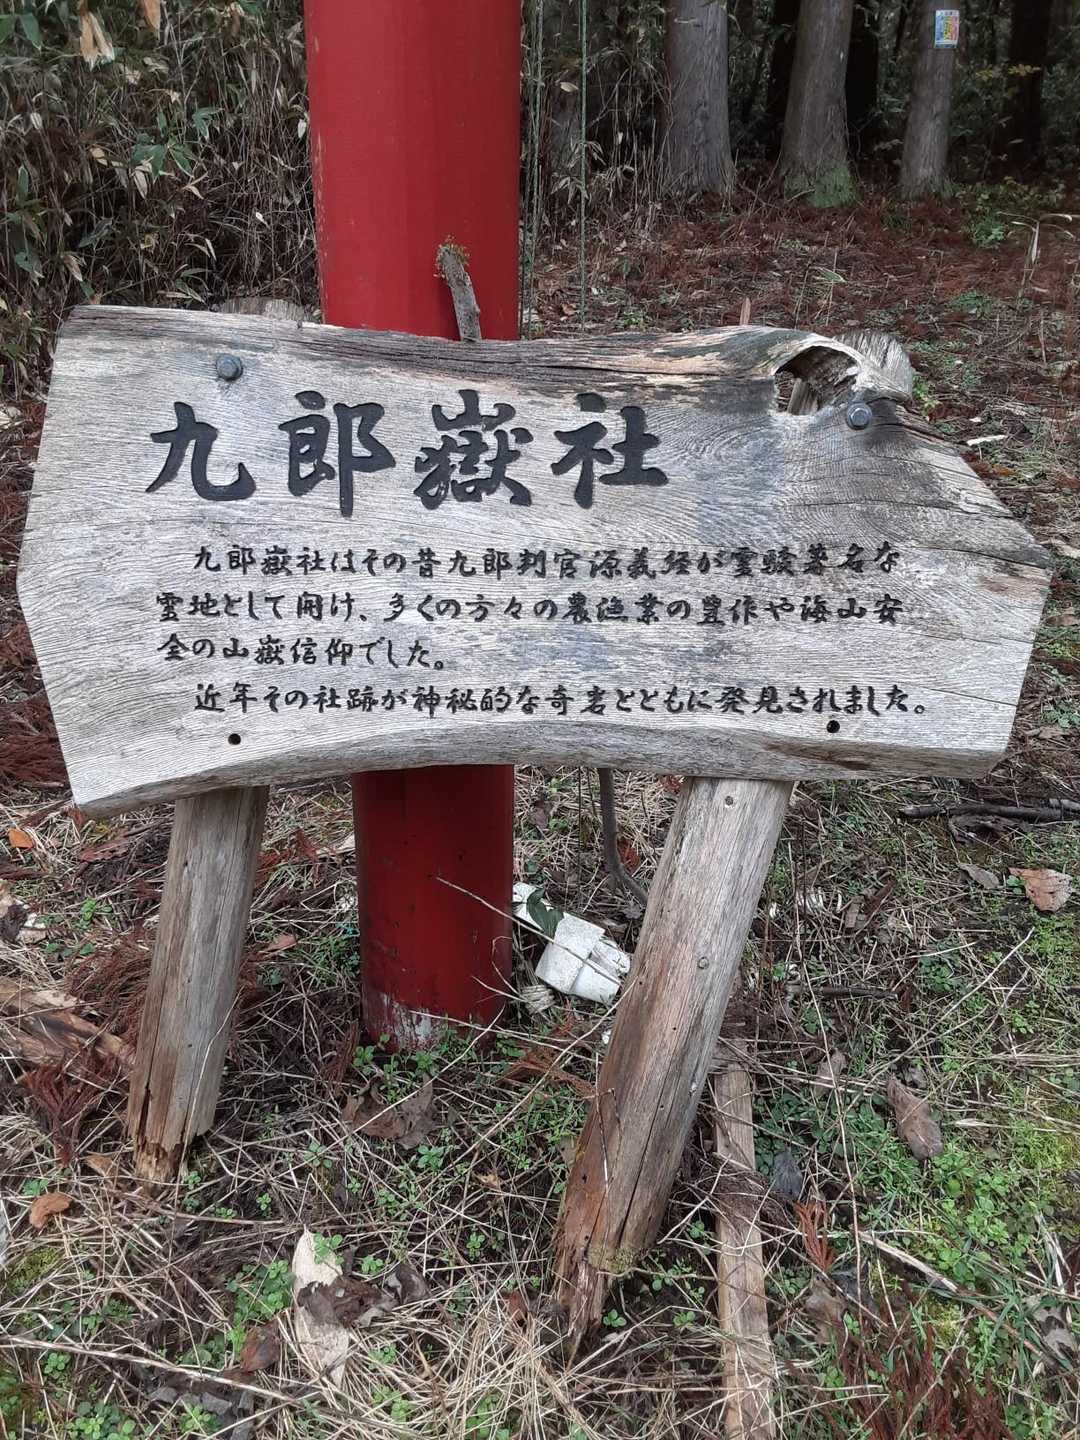 九郎嶽社
九郎嶽社はその昔九郎判官源義経が霊験著名な
霊地として開け、多くの方々の農漁業の豊作や海山安
全の山嶽信仰でした。
近年その社跡が神秘的な奇岩とともに発見されました。